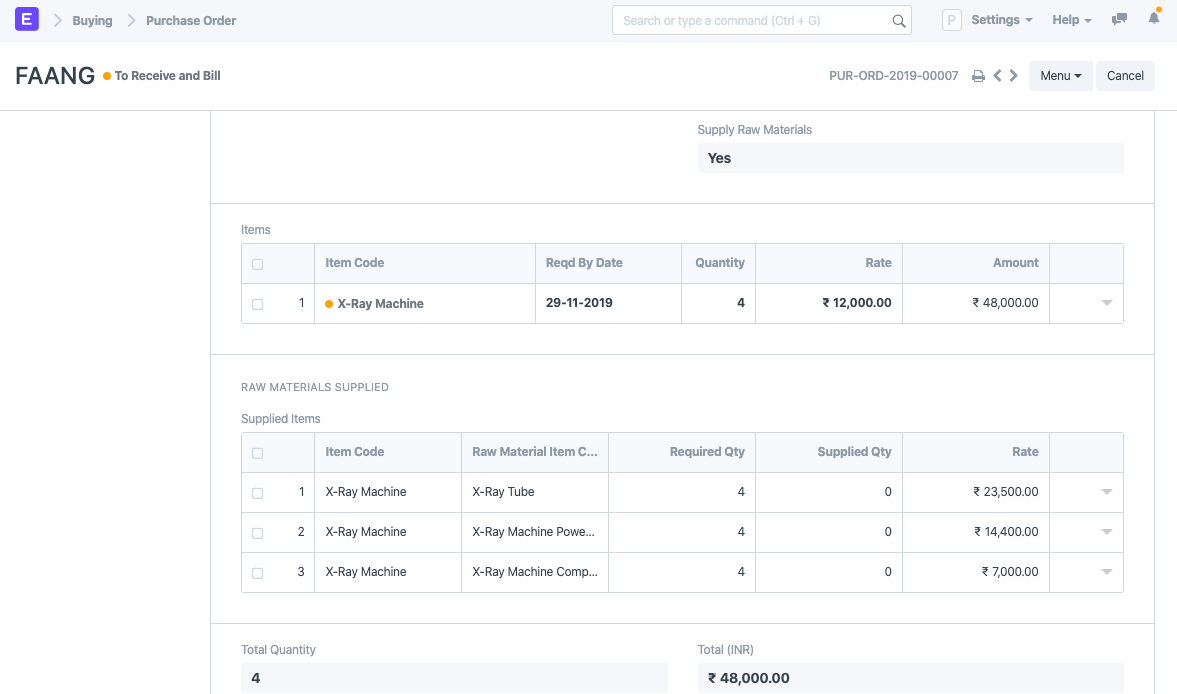 E Buying Purchase Order Search or type a command (Ctrl + G) P Settings Help
FAANG To Receive and Bill PUR-ORD-2019-00007 Menu Cancel
Supply Raw Materials
Yes
Items
Item Code Reqd By Date Quantity Rate Amount
1 X-Ray Machine 29-11-2019 4 ₹ 12,000.00 ₹ 48,000.00
RAW MATERIALS SUPPLIED
Supplied Items
Item Code Raw Material Item C... Required Qty Supplied Qty Rate
1 X-Ray Machine X-Ray Tube 4 0 ₹ 23,500.00
2 X-Ray Machine X-Ray Machine Powe... 4 0 ₹ 14,400.00
3 X-Ray Machine X-Ray Machine Comp... 4 0 ₹ 7,000.00
Total Quantity Total (INR)
4 ₹ 48,000.00